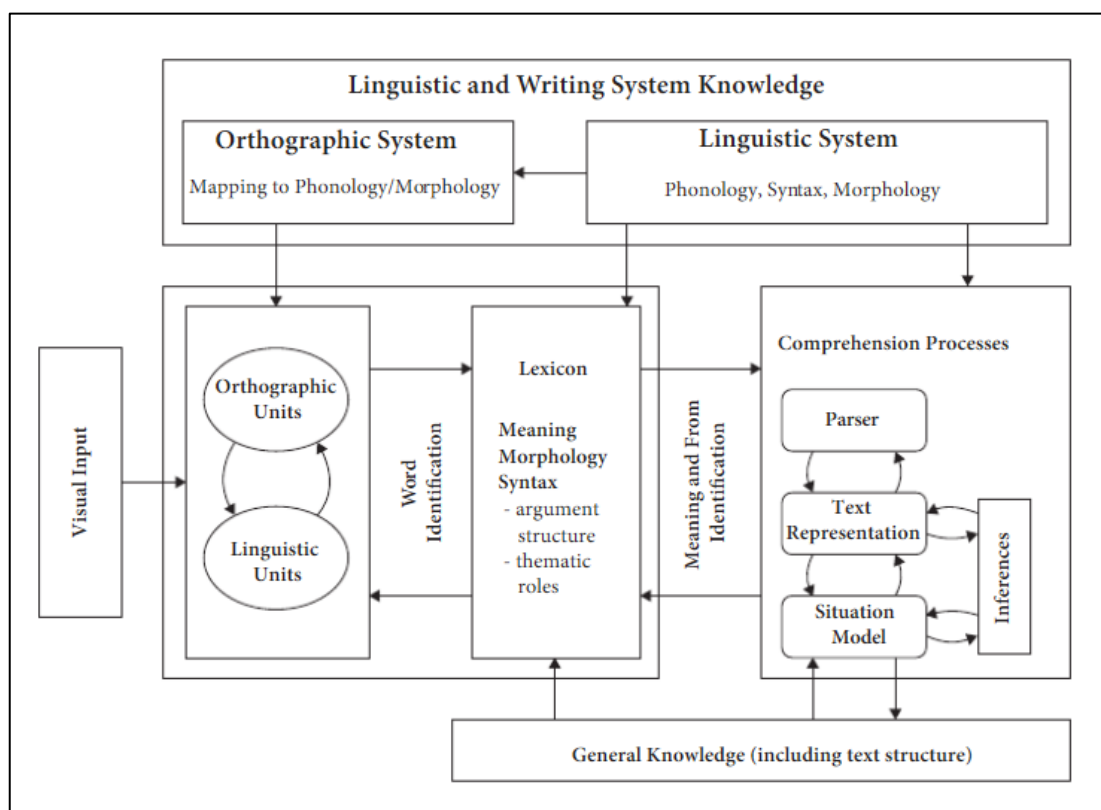 Linguistic and Writing System Knowledge
Orthographic System
Mapping to Phonology/Morphology
Linguistic System
Phonology, Syntax, Morphology
Visual Input
Orthographic
Units
Linguistic
Units
Word
Identification
Lexicon
Meaning
Morphology
Syntax
- argument
structure
- thematic
roles
Meaning and From
Identification
Comprehension Processes
Parser
Text
Representation
Situation
Model
Inferences
General Knowledge (including text structure)